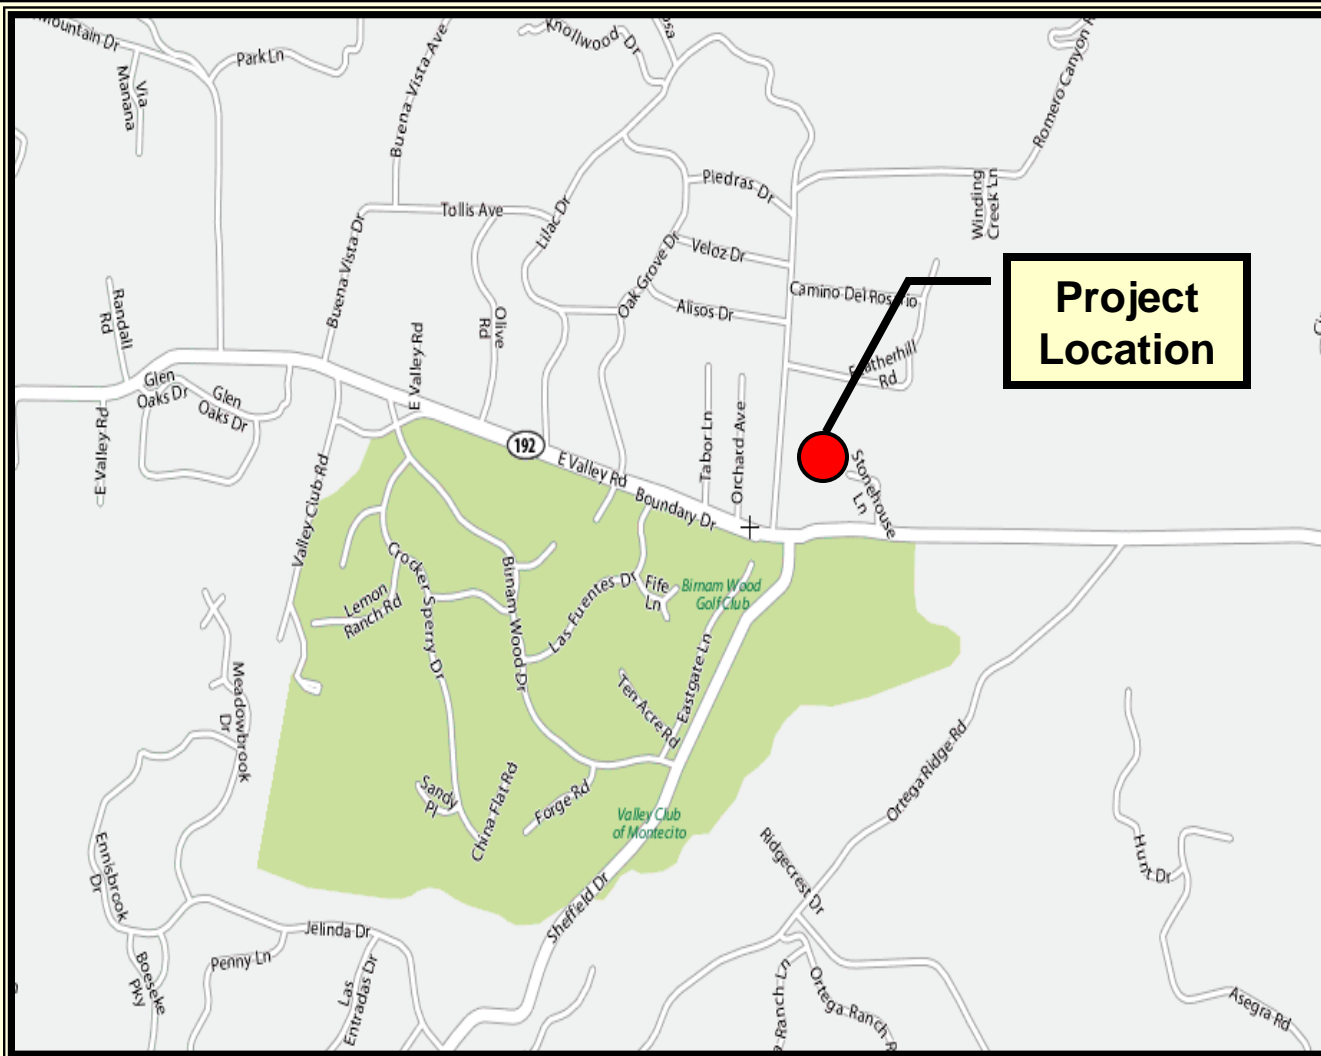 Mountain Dr
Park Ln
Via
Manana
Buena Vista Ave
Knollwood Dr
Romero Canyon
Piedras Dr
Winding
Creek Ln
Tollis Ave
Lilac Dr
Buena Vista Dr
Oak Grove Dr
Veloz Dr
Camino Del Rosario
Alisos Dr
Project
Location
Randall
Rd
Olive
Rd
E Valley Rd
Featherhill
Rd
Glen
Oaks Dr
Glen
Oaks Dr
E Valley Rd
192
E Valley Rd
Boundary Dr
Tabor Ln
Orchard Ave
Stonehouse
Ln
Valley Club Rd
Crocker Sperry Dr
Birnam Wood Dr
Las Fuentes Dr
Fife
Ln
Birnam Wood
Golf Club
Lemon
Ranch Rd
Eastgate Ln
Ten Acre Rd
Meadowbrook
Dr
Ortega Ridge Rd
Sandy
Pl
China Flat Rd
Forge Rd
Valley Club
of Montecito
Ridgecrest Dr
Hunt Dr
Ennisbrook
Dr
Sheffield Dr
Jelinda Dr
Penny Ln
Boeseke
Pky
Las
Entradas Dr
Ranch Ln
Ortega Ranch
Asegra Rd